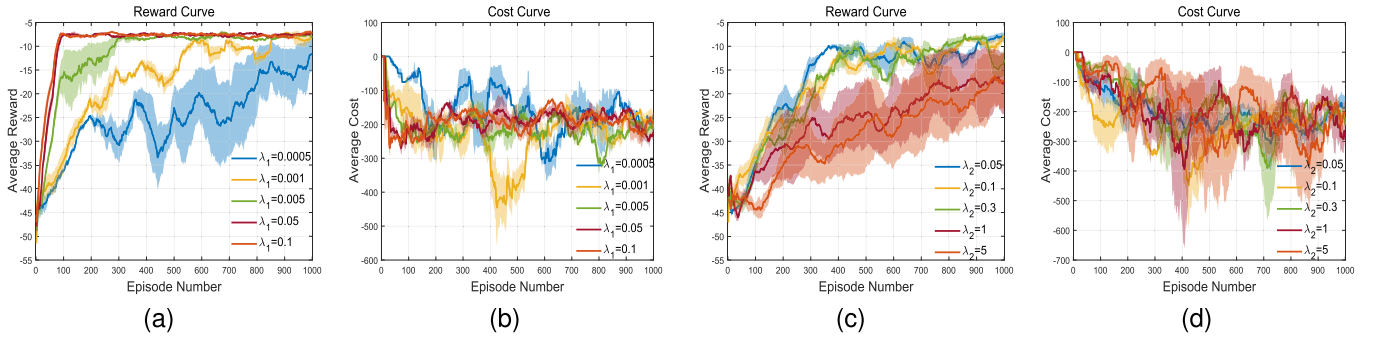 Reward Curve
-5
-10
-15
-20
-25
-30
-35
-40
-45
-50
-55
0 100 200 300 400 500 600 700 800 900 1000
Average Reward
Episode Number
λ1=0.0005
λ1=0.001
λ1=0.005
λ1=0.05
λ1=0.1
(a)
Cost Curve
100
0
-100
-200
-300
-400
-500
-600
0 100 200 300 400 500 600 700 800 900 1000
Average Cost
Episode Number
λ1=0.0005
λ1=0.001
λ1=0.005
λ1=0.05
λ1=0.1
(b)
Reward Curve
-5
-10
-15
-20
-25
-30
-35
-40
-45
-50
-55
0 100 200 300 400 500 600 700 800 900 1000
Average Reward
Episode Number
λ2=0.05
λ2=0.1
λ2=0.3
λ2=1
λ2=5
(c)
Cost Curve
100
0
-100
-200
-300
-400
-500
-600
-700
0 100 200 300 400 500 600 700 800 900 1000
Average Cost
Episode Number
λ2=0.05
λ2=0.1
λ2=0.3
λ2=1
λ2=5
(d)